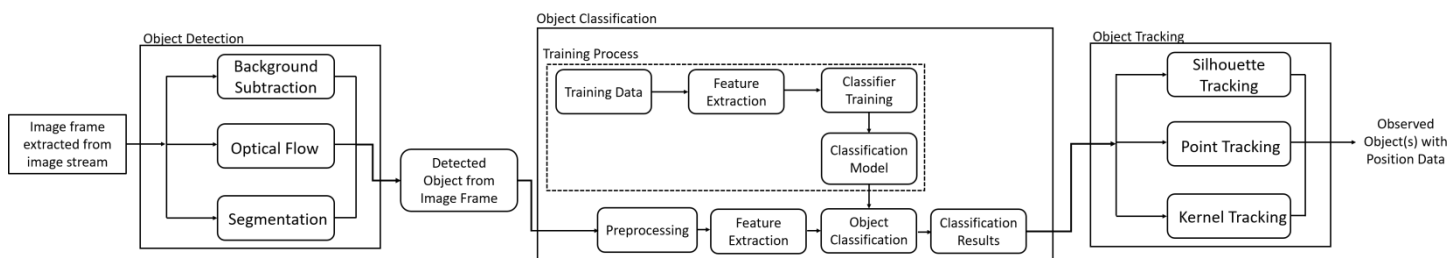 Object Detection
Image frame
extracted from
image stream
Background
Subtraction
Optical Flow
Segmentation
Detected
Object from
Image Frame
Object Classification
Training Process
Training Data
Feature
Extraction
Classifier
Training
Classification
Model
Preprocessing
Feature
Extraction
Object
Classification
Classification
Results
Object Tracking
Silhouette
Tracking
Point Tracking
Kernel Tracking
Observed
Object(s) with
Position Data